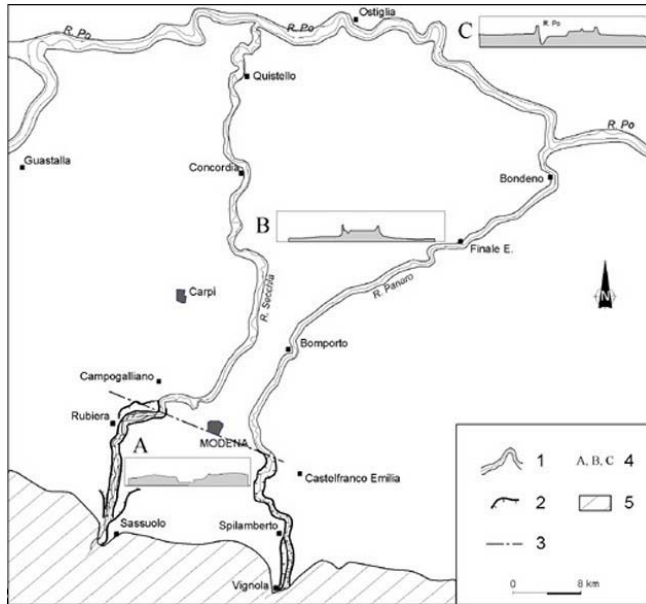 Ostiglia
C
R. Po
R. Po
R. Po
Quistello
R. Po
Guastalla
Concordia
Bondeno
B
Finale E.
R. Secchia
R. Panaro
Carpi
N
Bomporto
Campogalliano
Rubiera
MODENA
A
Castelfranco Emilia
Sassuolo
Spilamberto
Vignola
1
A, B, C 4
2
5
3
0 8 km